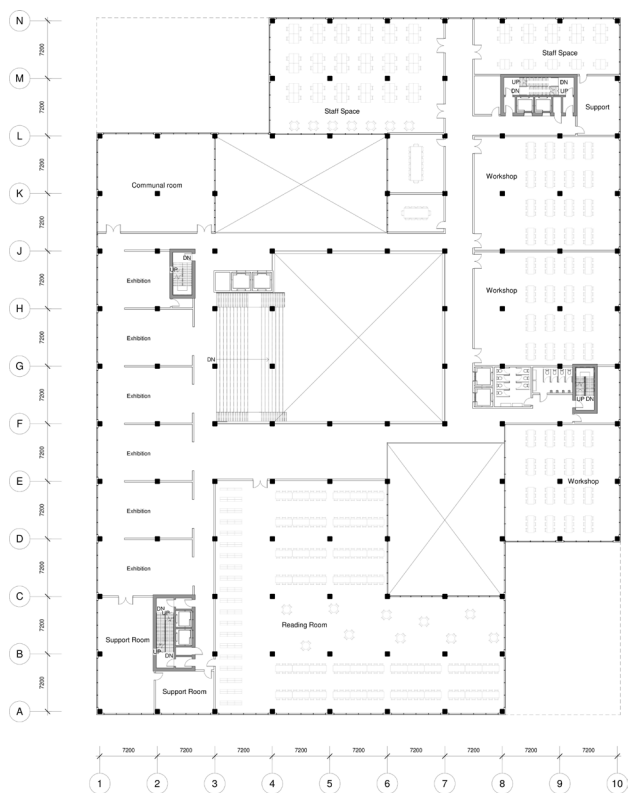 N
7200
Staff Space
UP
DN
M
DN
UP
7200
Support
Staff Space
L
7200
Workshop
Communal room
K
7200
J
DN
7200
Exhibition
UP
Workshop
H
7200
Exhibition
DN
G
Exhibition
7200
Exhibition
UP DN
F
7200
Exhibition
E
Workshop
7200
Exhibition
D
7200
Exhibition
C
DN
UP
7200
Reading Room
Support Room
UP
B
DN
7200
Support Room
A
7200 7200 7200 7200 7200 7200 7200 7200 7200
1 2 3 4 5 6 7 8 9 10